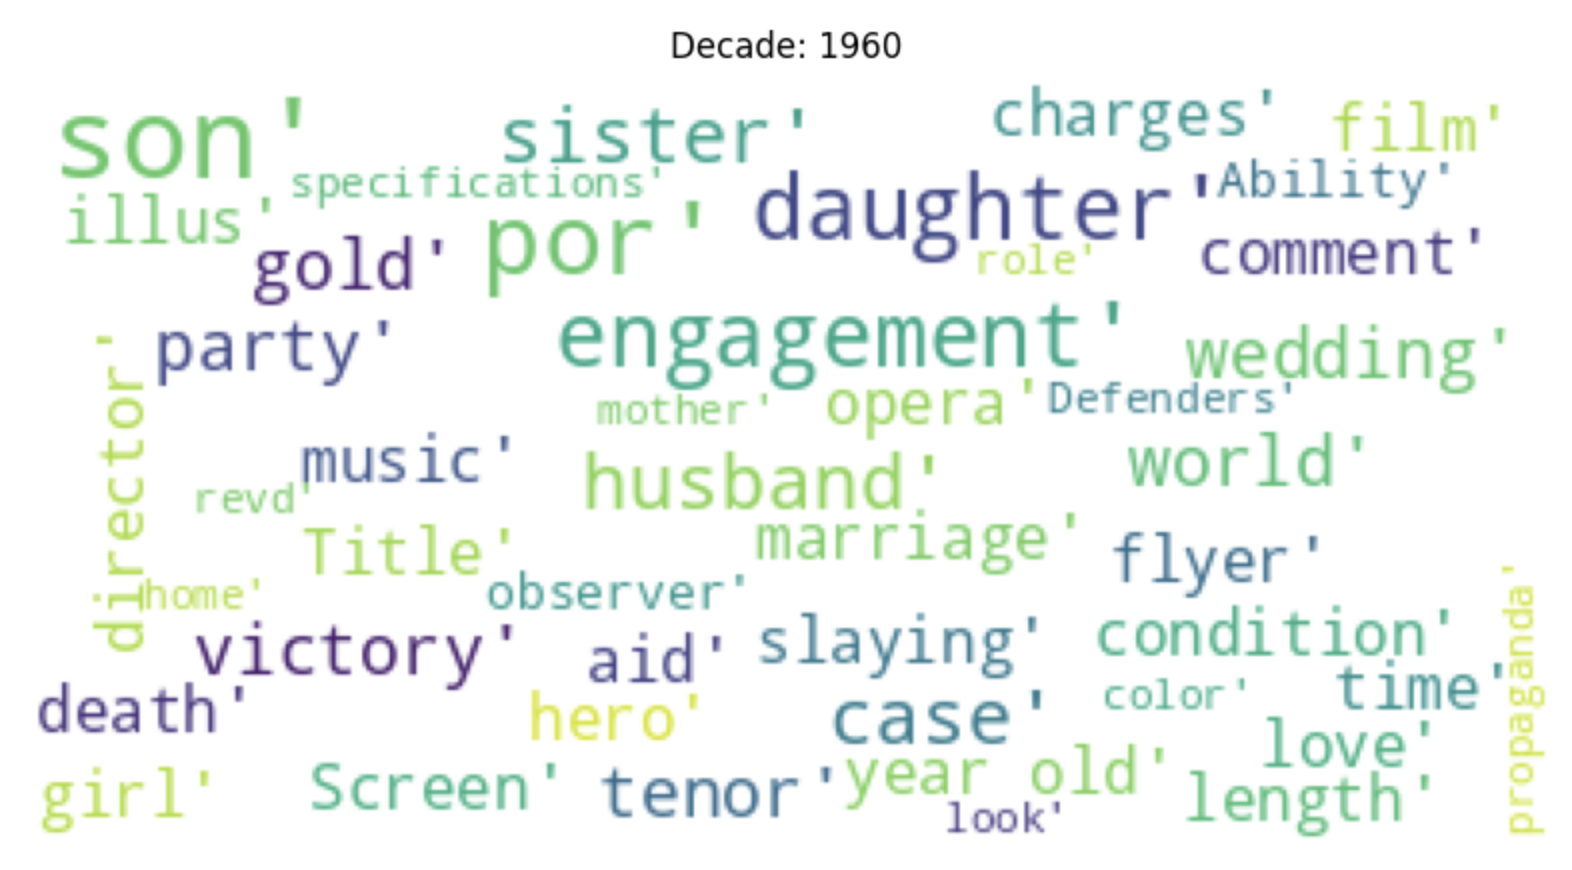 Decade: 1960
son' sister' charges' film'
illus' specifications' daughter' Ability'
gold' por' role' comment'
party' engagement' wedding'
director' mother' opera' Defenders'
music' husband' world'
revd' Title' marriage' flyer'
home' observer' propaganda'
victory' aid' slaying' condition'
death' hero' case' color' time'
girl' Screen' tenor' year old' love'
look' length'